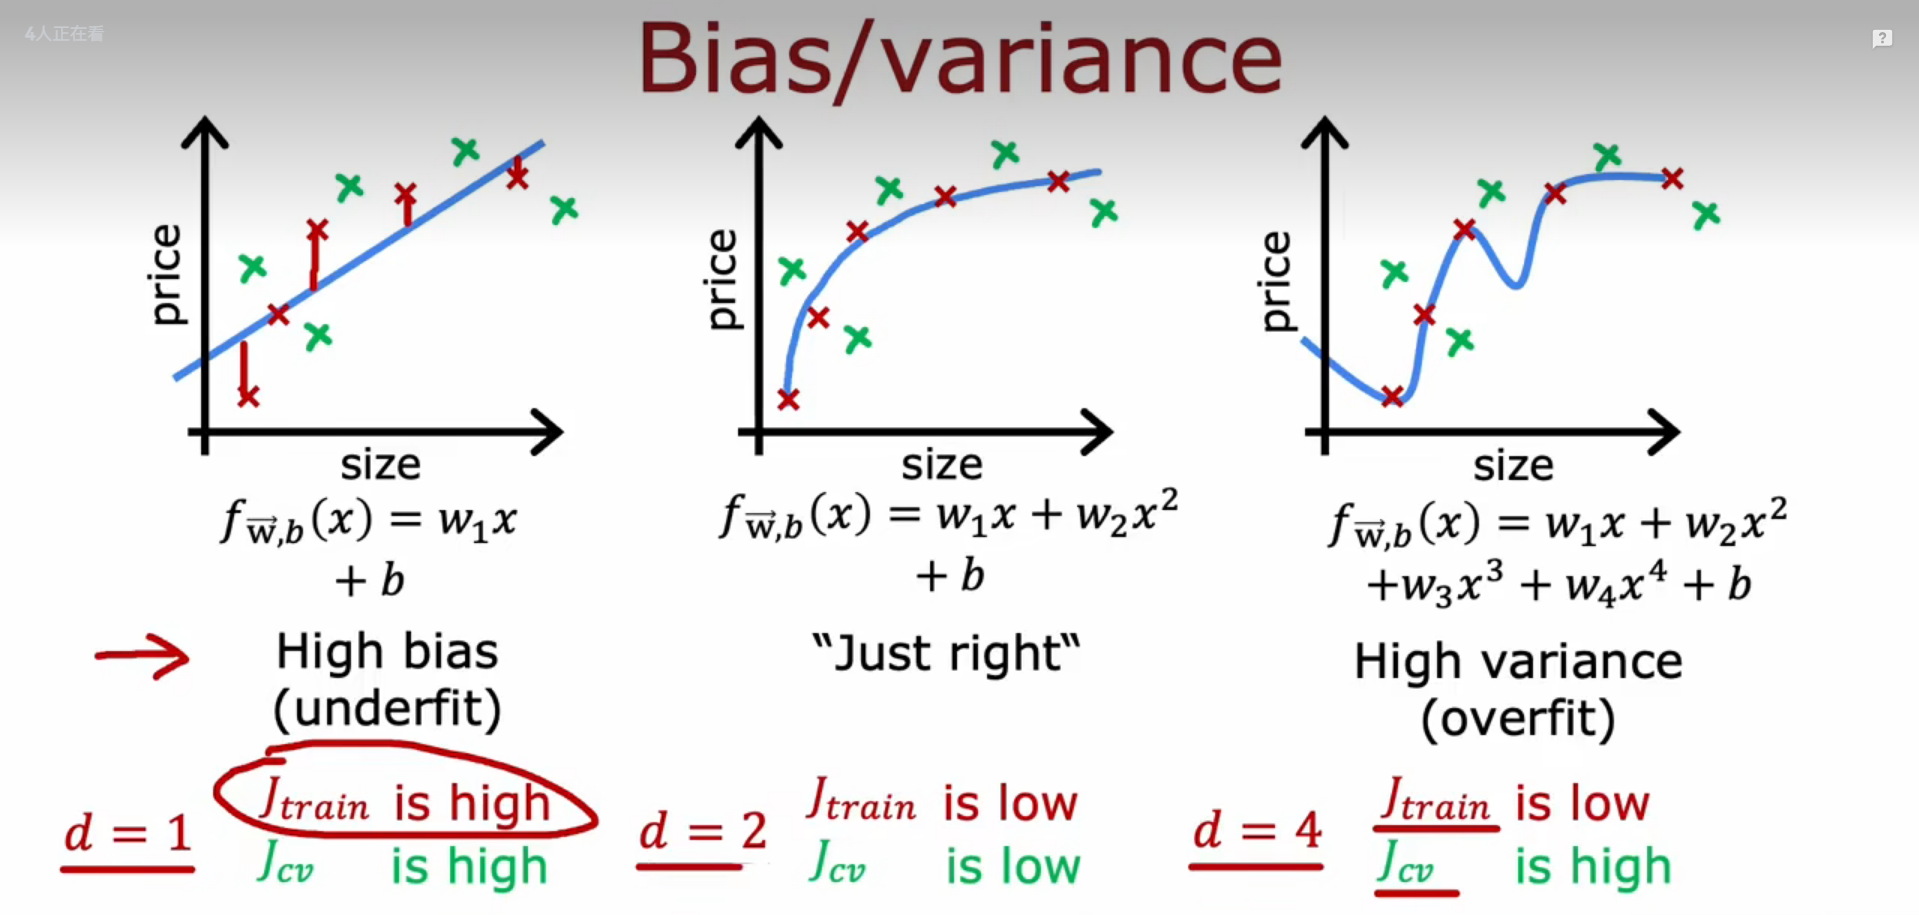 4人正在看
?
Bias/variance
price
size
price
size
price
size
f_{\vec{w},b}(x) = w_1x
+ b
f_{\vec{w},b}(x) = w_1x + w_2x^2
+ b
f_{\vec{w},b}(x) = w_1x + w_2x^2
+w_3x^3 + w_4x^4 + b
High bias
(underfit)
“Just right“
High variance
(overfit)
d = 1
J_{train} is high
J_{cv} is high
d = 2
J_{train} is low
J_{cv} is low
d = 4
J_{train} is low
J_{cv} is high